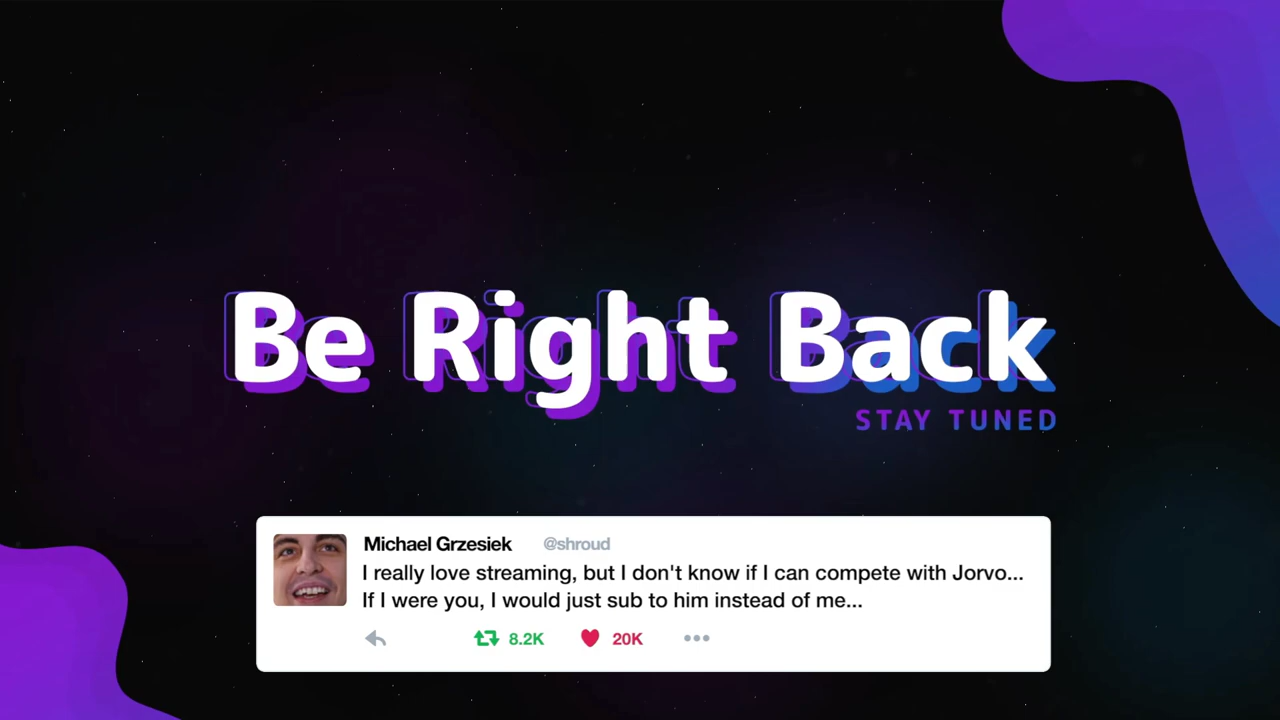 Be Right Back
STAY TUNED
Michael Grzesiek @shroud
I really love streaming, but I don't know if I can compete with Jorvo...
If I were you, I would just sub to him instead of me...
8.2K 20K